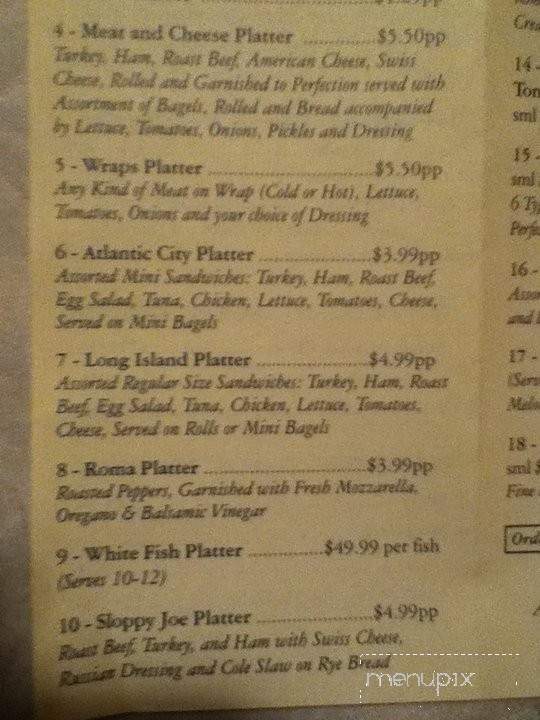 4 - Meat and Cheese Platter ..............$5.50pp
Turkey, Ham, Roast Beef, American Cheese, Swiss
Cheese, Rolled and Garnished to Perfection served with
Assortment of Bagels, Rolled and Bread accompanied
by Lettuce, Tomatoes, Onions, Pickles and Dressing
5 - Wraps Platter ................................$5.50pp
Any Kind of Meat on Wrap (Cold or Hot), Lettuce,
Tomatoes, Onions and your choice of Dressing
6 - Atlantic City Platter ......................$3.99pp
Assorted Mini Sandwiches: Turkey, Ham, Roast Beef,
Egg Salad, Tuna, Chicken, Lettuce, Tomatoes, Cheese,
Served on Mini Bagels
7 - Long Island Platter ......................$4.99pp
Assorted Regular Size Sandwiches: Turkey, Ham, Roast
Beef, Egg Salad, Tuna, Chicken, Lettuce, Tomatoes,
Cheese, Served on Rolls or Mini Bagels
8 - Roma Platter ................................$3.99pp
Roasted Peppers, Garnished with Fresh Mozzarella,
Oregano & Balsamic Vinegar
9 - White Fish Platter ..............$49.99 per fish
(Serves 10-12)
10 - Sloppy Joe Platter ......................$4.99pp
Roast Beef, Turkey, and Ham with Swiss Cheese,
Russian Dressing and Cole Slaw on Rye Bread
14 -
sml
15 -
sml
16 -
17 -
18 -
sml $
menupix